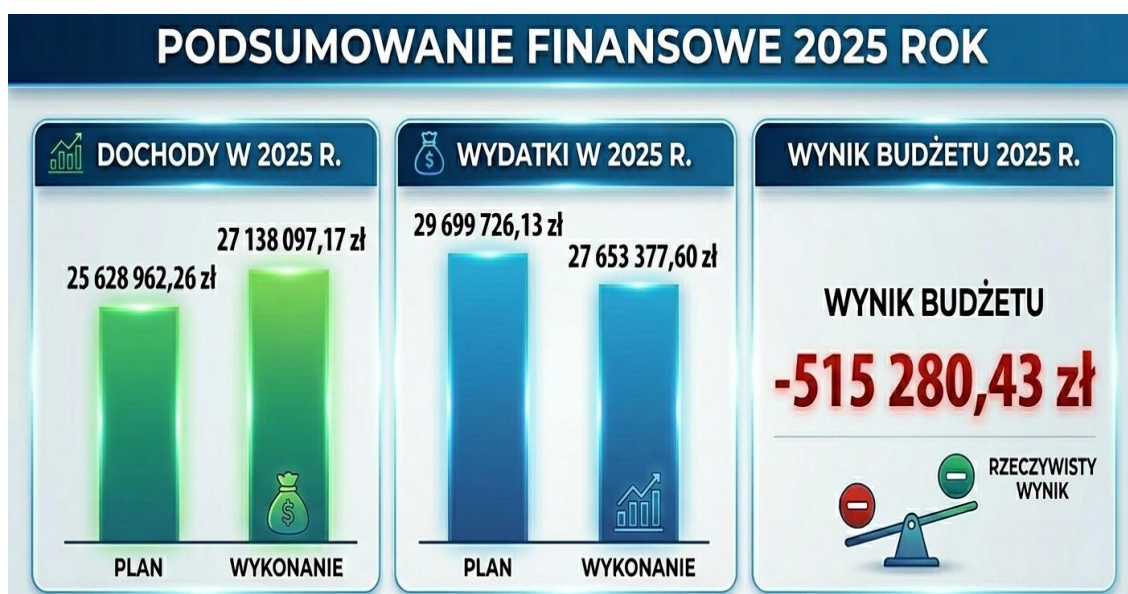 PODSUMOWANIE FINANSOWE 2025 ROK
DOCHODY W 2025 R.
27 138 097,17 zł
25 628 962,26 zł
$
PLAN
WYKONANIE
$
WYDATKI W 2025 R.
29 699 726,13 zł
27 653 377,60 zł
PLAN
WYKONANIE
WYNIK BUDŻETU 2025 R.
WYNIK BUDŻETU
-515 280,43 zł
RZECZYWISTY
WYNIK